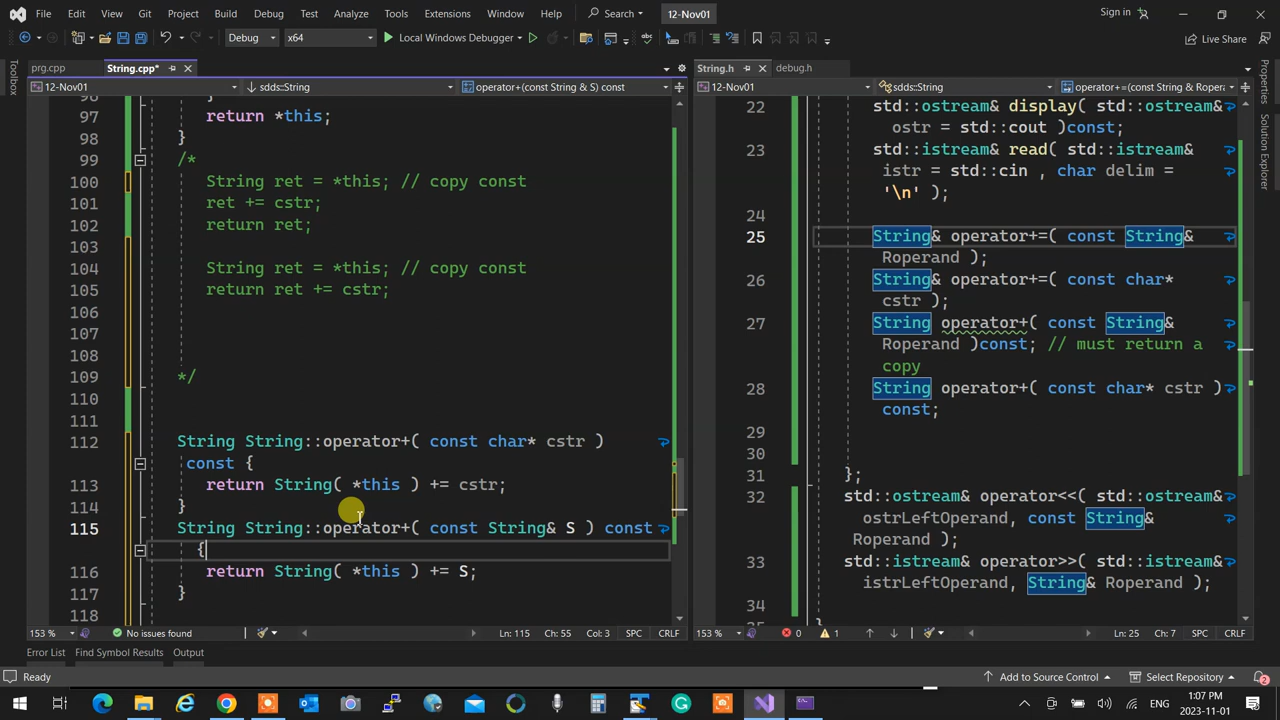 File Edit View Git Project Build Debug Test Analyze Tools Extensions Window Help Search 12-Nov01 Sign in
Debug x64 Local Windows Debugger Live Share
Toolbox
prg.cpp String.cpp*
12-Nov01 sdds::String operator+(const String & S) const
96 }
97 return *this;
98 }
99 /*
100 String ret = *this; // copy const
101 ret += cstr;
102 return ret;
103
104 String ret = *this; // copy const
105 return ret += cstr;
106
107
108
109 */
110
111
112 String String::operator+( const char* cstr )
const {
113 return String( *this ) += cstr;
114 }
115 String String::operator+( const String& S ) const
{
116 return String( *this ) += S;
117 }
118
153 % No issues found Ln: 115 Ch: 55 Col: 3 SPC CRLF
String.h debug.h
12-Nov01 sdds::String operator+=(const String & Ropera
22 std::ostream& display( std::ostream&
ostr = std::cout )const;
23 std::istream& read( std::istream&
istr = std::cin , char delim =
'\n' );
24
25 String& operator+=( const String&
Roperand );
26 String& operator+=( const char*
cstr );
27 String operator+( const String&
Roperand )const; // must return a
copy
28 String operator+( const char* cstr )
const;
29
30
31 };
32 std::ostream& operator<<( std::ostream&
ostrLeftOperand, const String&
Roperand );
33 std::istream& operator>>( std::istream&
istrLeftOperand, String& Roperand );
34
}
153 % 0 1 Ln: 25 Ch: 7 SPC CRLF
Properties
Solution Explorer
Error List Find Symbol Results Output
Ready Add to Source Control Select Repository 2
ENG 1:07 PM
2023-11-01